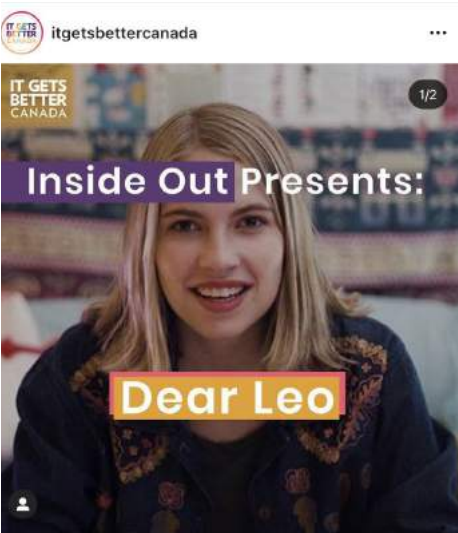 itgetsbettercanada
IT GETS
BETTER
CANADA
IT GETS
BETTER
CANADA
1/2
Inside Out Presents:
Dear Leo